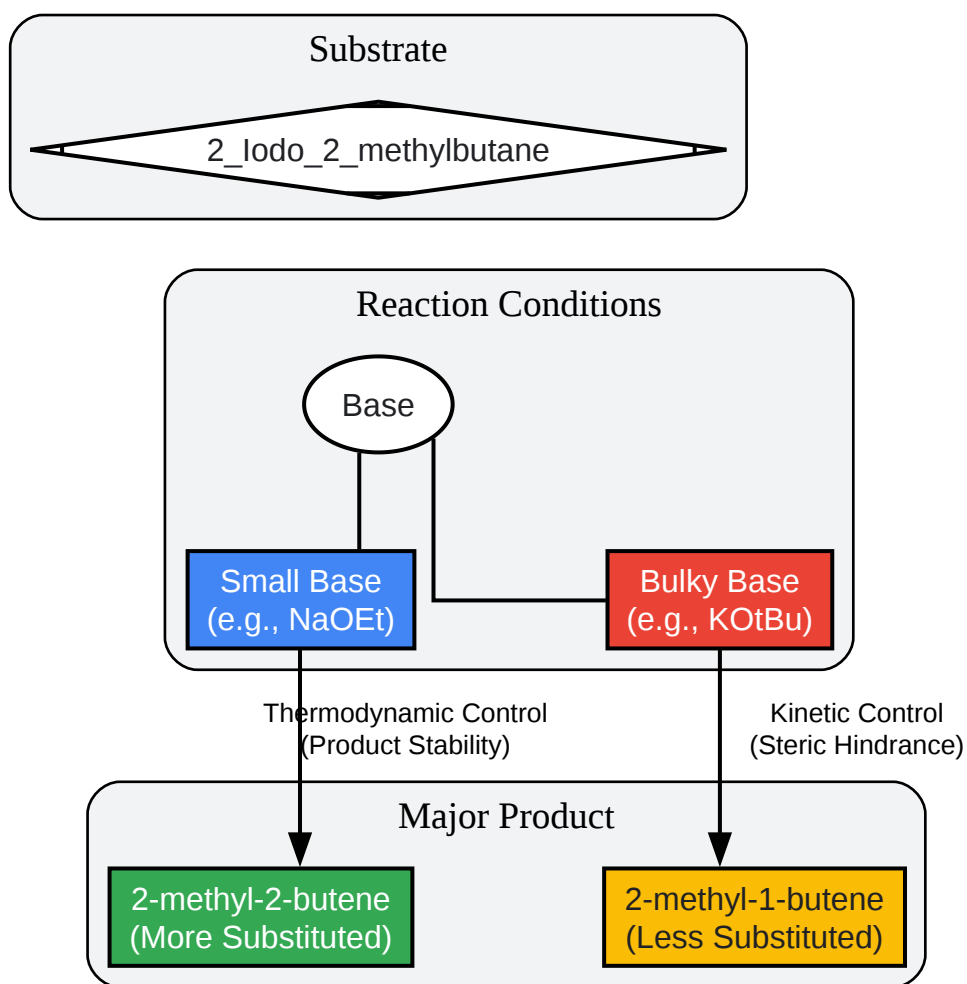 Substrate
2_Iodo_2_methylbutane
Reaction Conditions
Base
Small Base
(e.g., NaOEt)
Bulky Base
(e.g., KOtBu)
Thermodynamic Control
(Product Stability)
Kinetic Control
(Steric Hindrance)
Major Product
2-methyl-2-butene
(More Substituted)
2-methyl-1-butene
(Less Substituted)